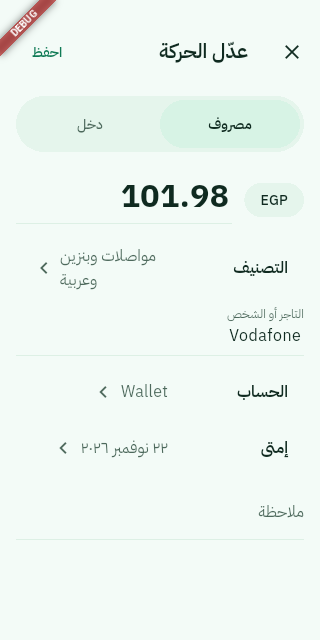 DEBUG
عدّل الحركة
احفظ
مصروف
دخل
EGP
101.98
التصنيف
مواصلات وبنزين
وعربية
التاجر أو الشخص
Vodafone
الحساب
Wallet
إمتى
٢٢ نوفمبر ٢٠٢٦
ملاحظة